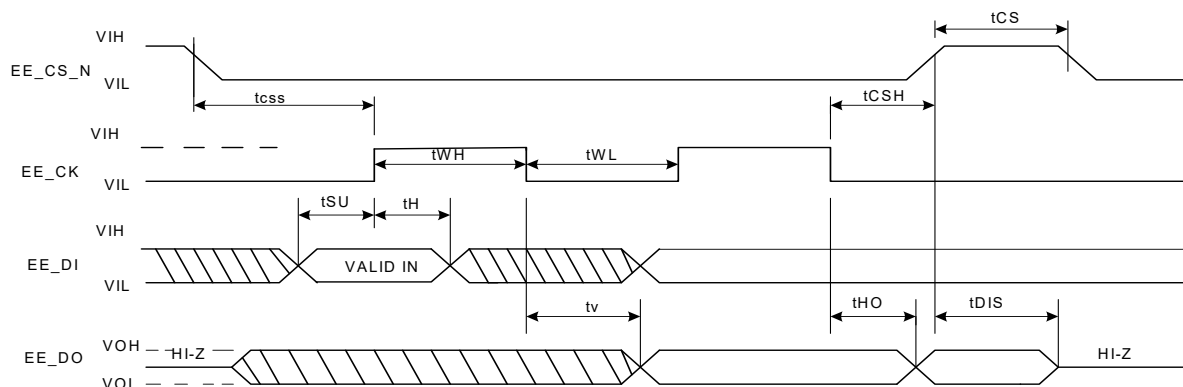 tCS
VIH
EE_CS_N
VIL
tcss
tCSH
VIH
tWH
tWL
EE_CK
VIL
tSU
tH
VIH
EE_DI
VALID IN
VIL
tv
tHO
tDIS
VOH
EE_DO
HI-Z
HI-Z
VOL